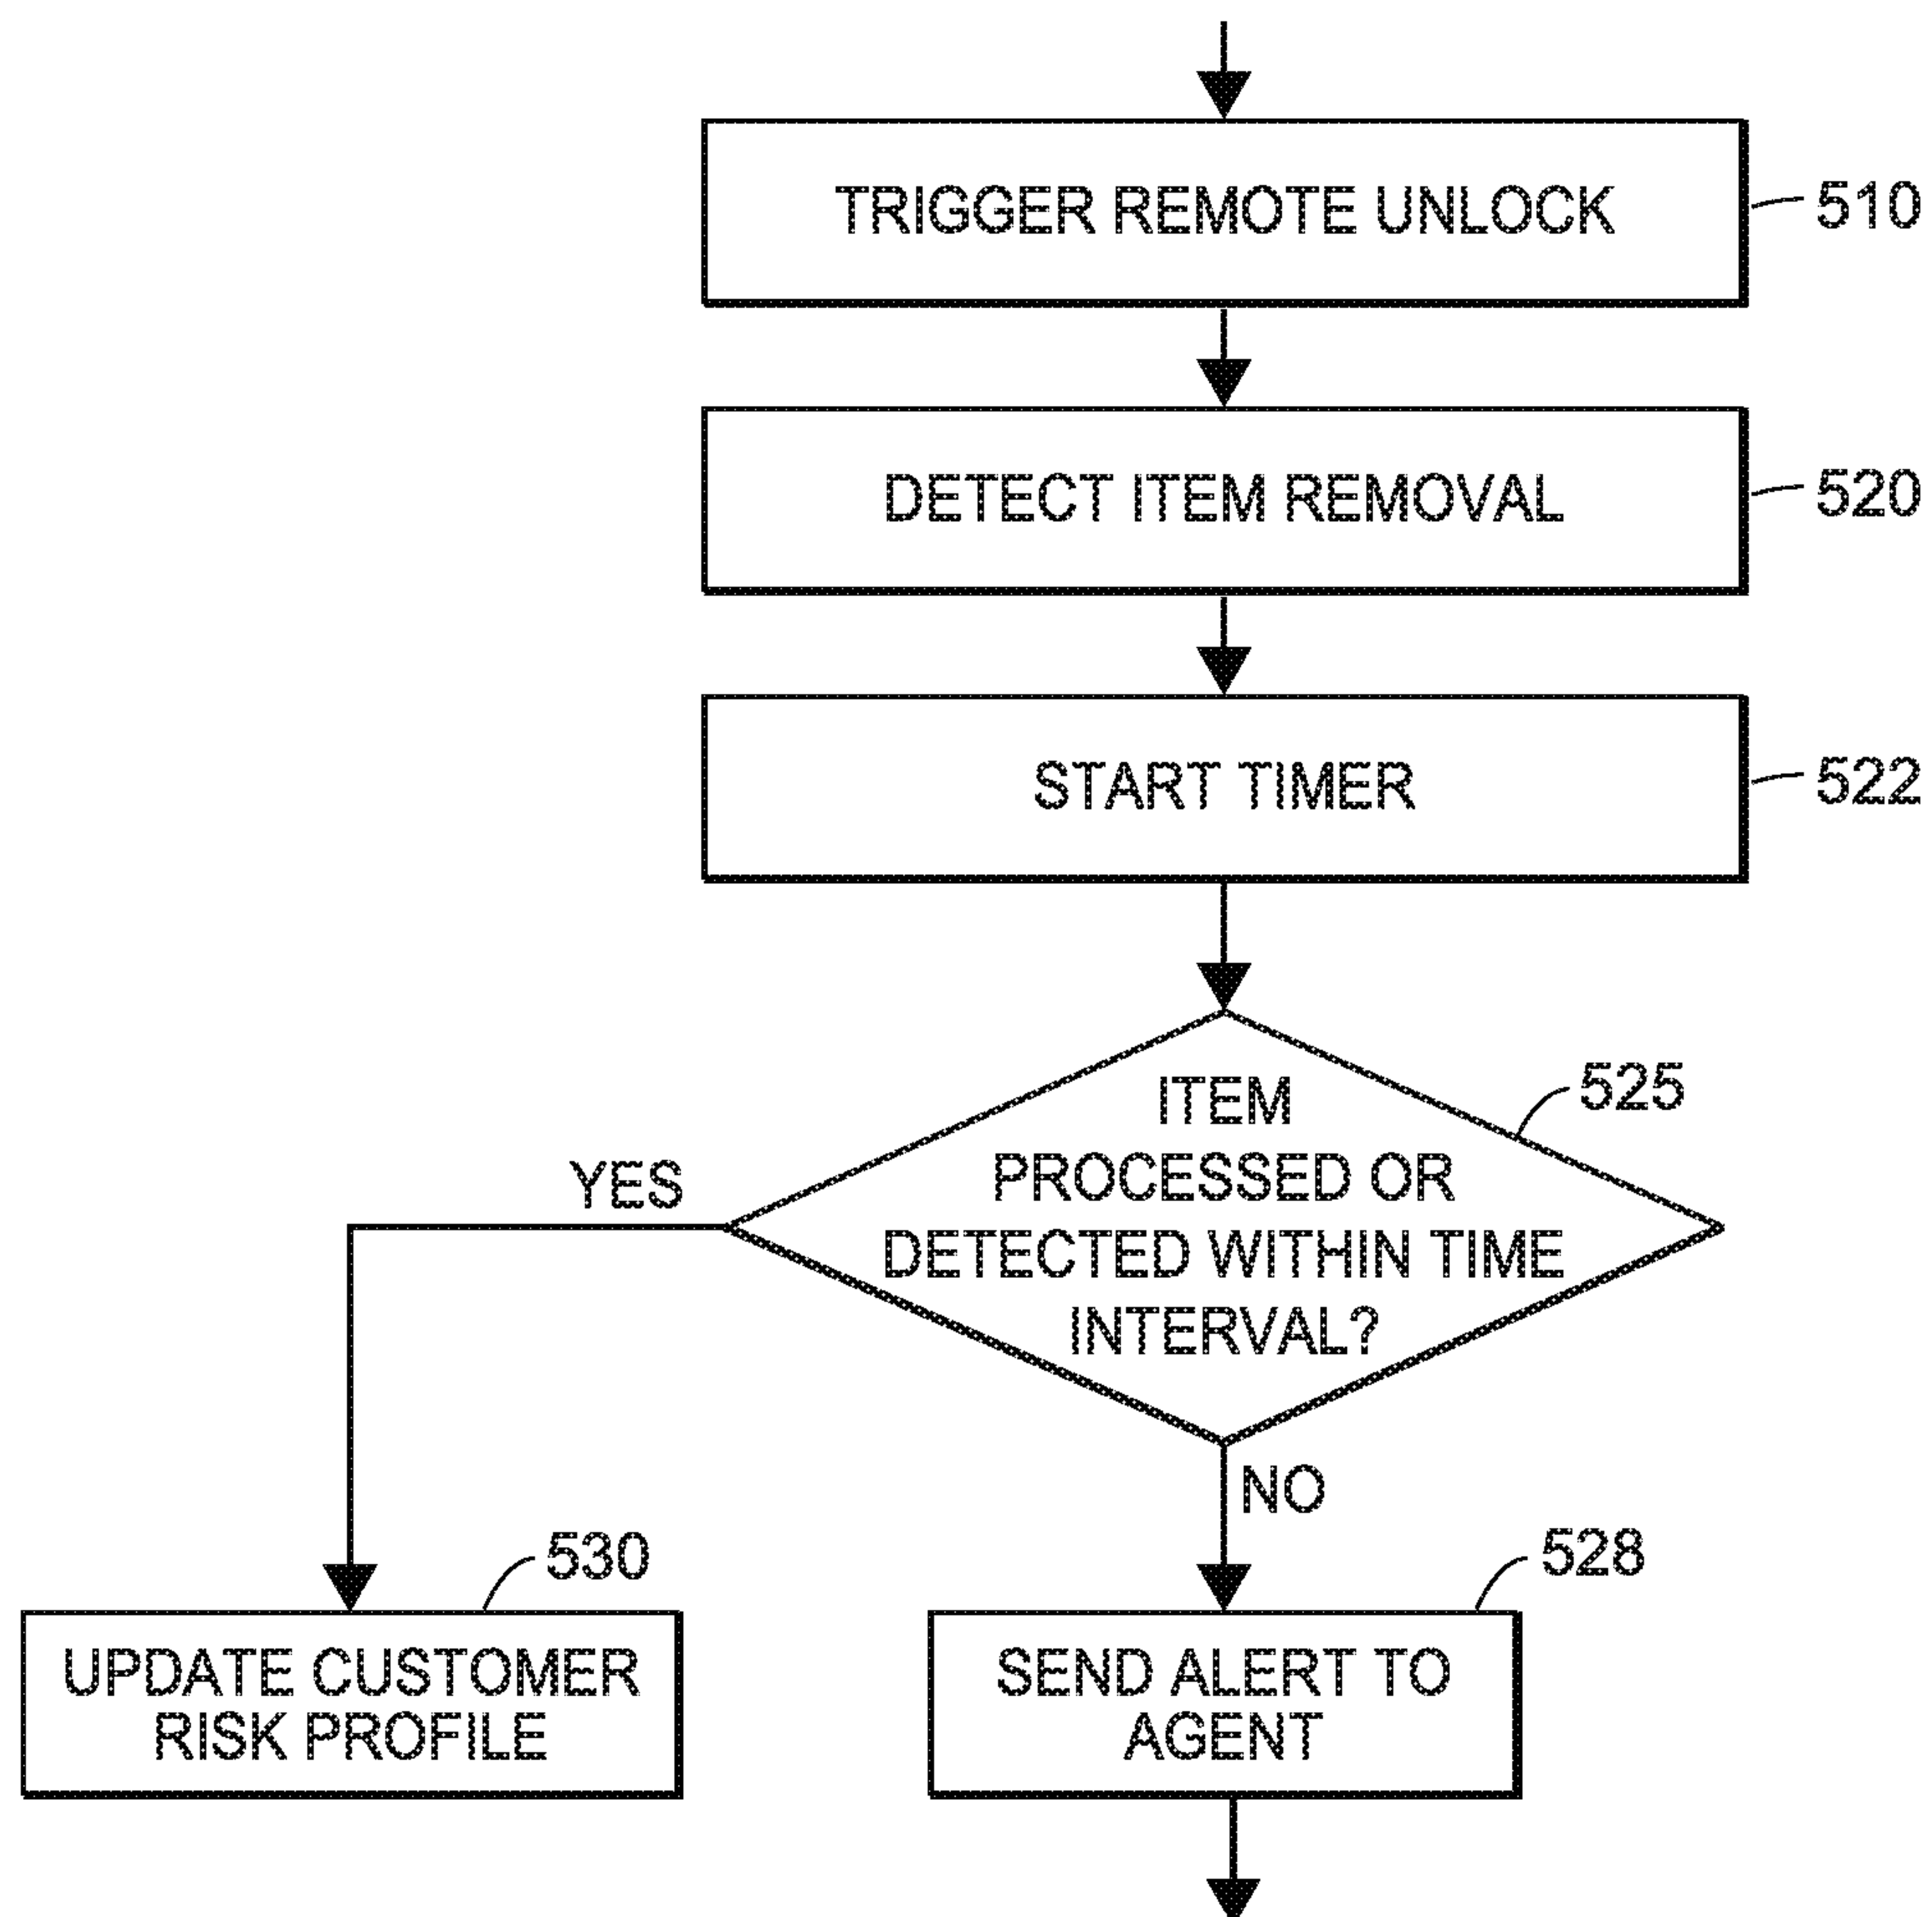 TRIGGER REMOTE UNLOCK
510
DETECT ITEM REMOVAL
520
START TIMER
522
525
ITEM
PROCESSED OR
DETECTED WITHIN TIME
INTERVAL?
YES
NO
530
UPDATE CUSTOMER
RISK PROFILE
528
SEND ALERT TO
AGENT